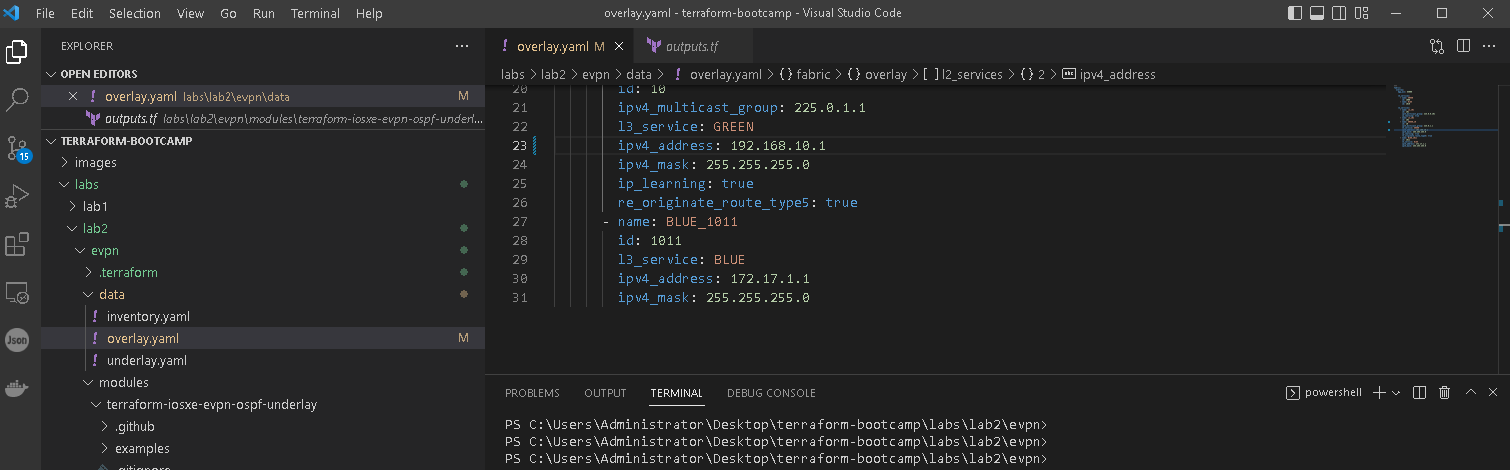 File Edit Selection View Go Run Terminal Help overlay.yaml - terraform-bootcamp - Visual Studio Code
EXPLORER
OPEN EDITORS
overlay.yaml labs\lab2\evpn\data M
outputs.tf labs\lab2\evpn\modules\terraform-iosxe-evpn-ospf-underl...
TERRAFORM-BOOTCAMP
images
labs
lab1
lab2
evpn
.terraform
data
inventory.yaml
overlay.yaml M
underlay.yaml
modules
terraform-iosxe-evpn-ospf-underlay
.github
examples
.gitignore
15
Json
overlay.yaml M outputs.tf
labs > lab2 > evpn > data > ! overlay.yaml > {} fabric > {} overlay > [ ] l2_services > {} 2 > abc ipv4_address
20 id: 10
21 ipv4_multicast_group: 225.0.1.1
22 l3_service: GREEN
23 ipv4_address: 192.168.10.1
24 ipv4_mask: 255.255.255.0
25 ip_learning: true
26 re_originate_route_type5: true
27 - name: BLUE_1011
28 id: 1011
29 l3_service: BLUE
30 ipv4_address: 172.17.1.1
31 ipv4_mask: 255.255.255.0
PROBLEMS OUTPUT TERMINAL DEBUG CONSOLE powershell
PS C:\Users\Administrator\Desktop\terraform-bootcamp\labs\lab2\evpn>
PS C:\Users\Administrator\Desktop\terraform-bootcamp\labs\lab2\evpn>
PS C:\Users\Administrator\Desktop\terraform-bootcamp\labs\lab2\evpn>